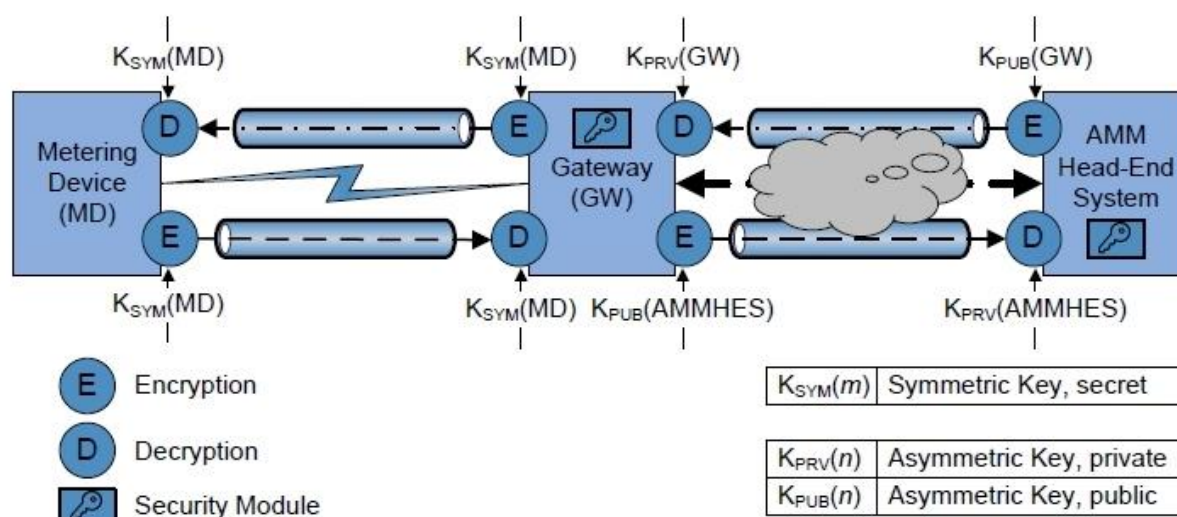 K_SYM(MD) K_SYM(MD) K_PRV(GW) K_PUB(GW)
D E D E
Metering
Device
(MD)
Gateway
(GW)
AMM
Head-End
System
E D E D
K_SYM(MD) K_SYM(MD) K_PUB(AMMHES) K_PRV(AMMHES)
E Encryption
D Decryption
Security Module
K_SYM(m) Symmetric Key, secret
K_PRV(n) Asymmetric Key, private
K_PUB(n) Asymmetric Key, public